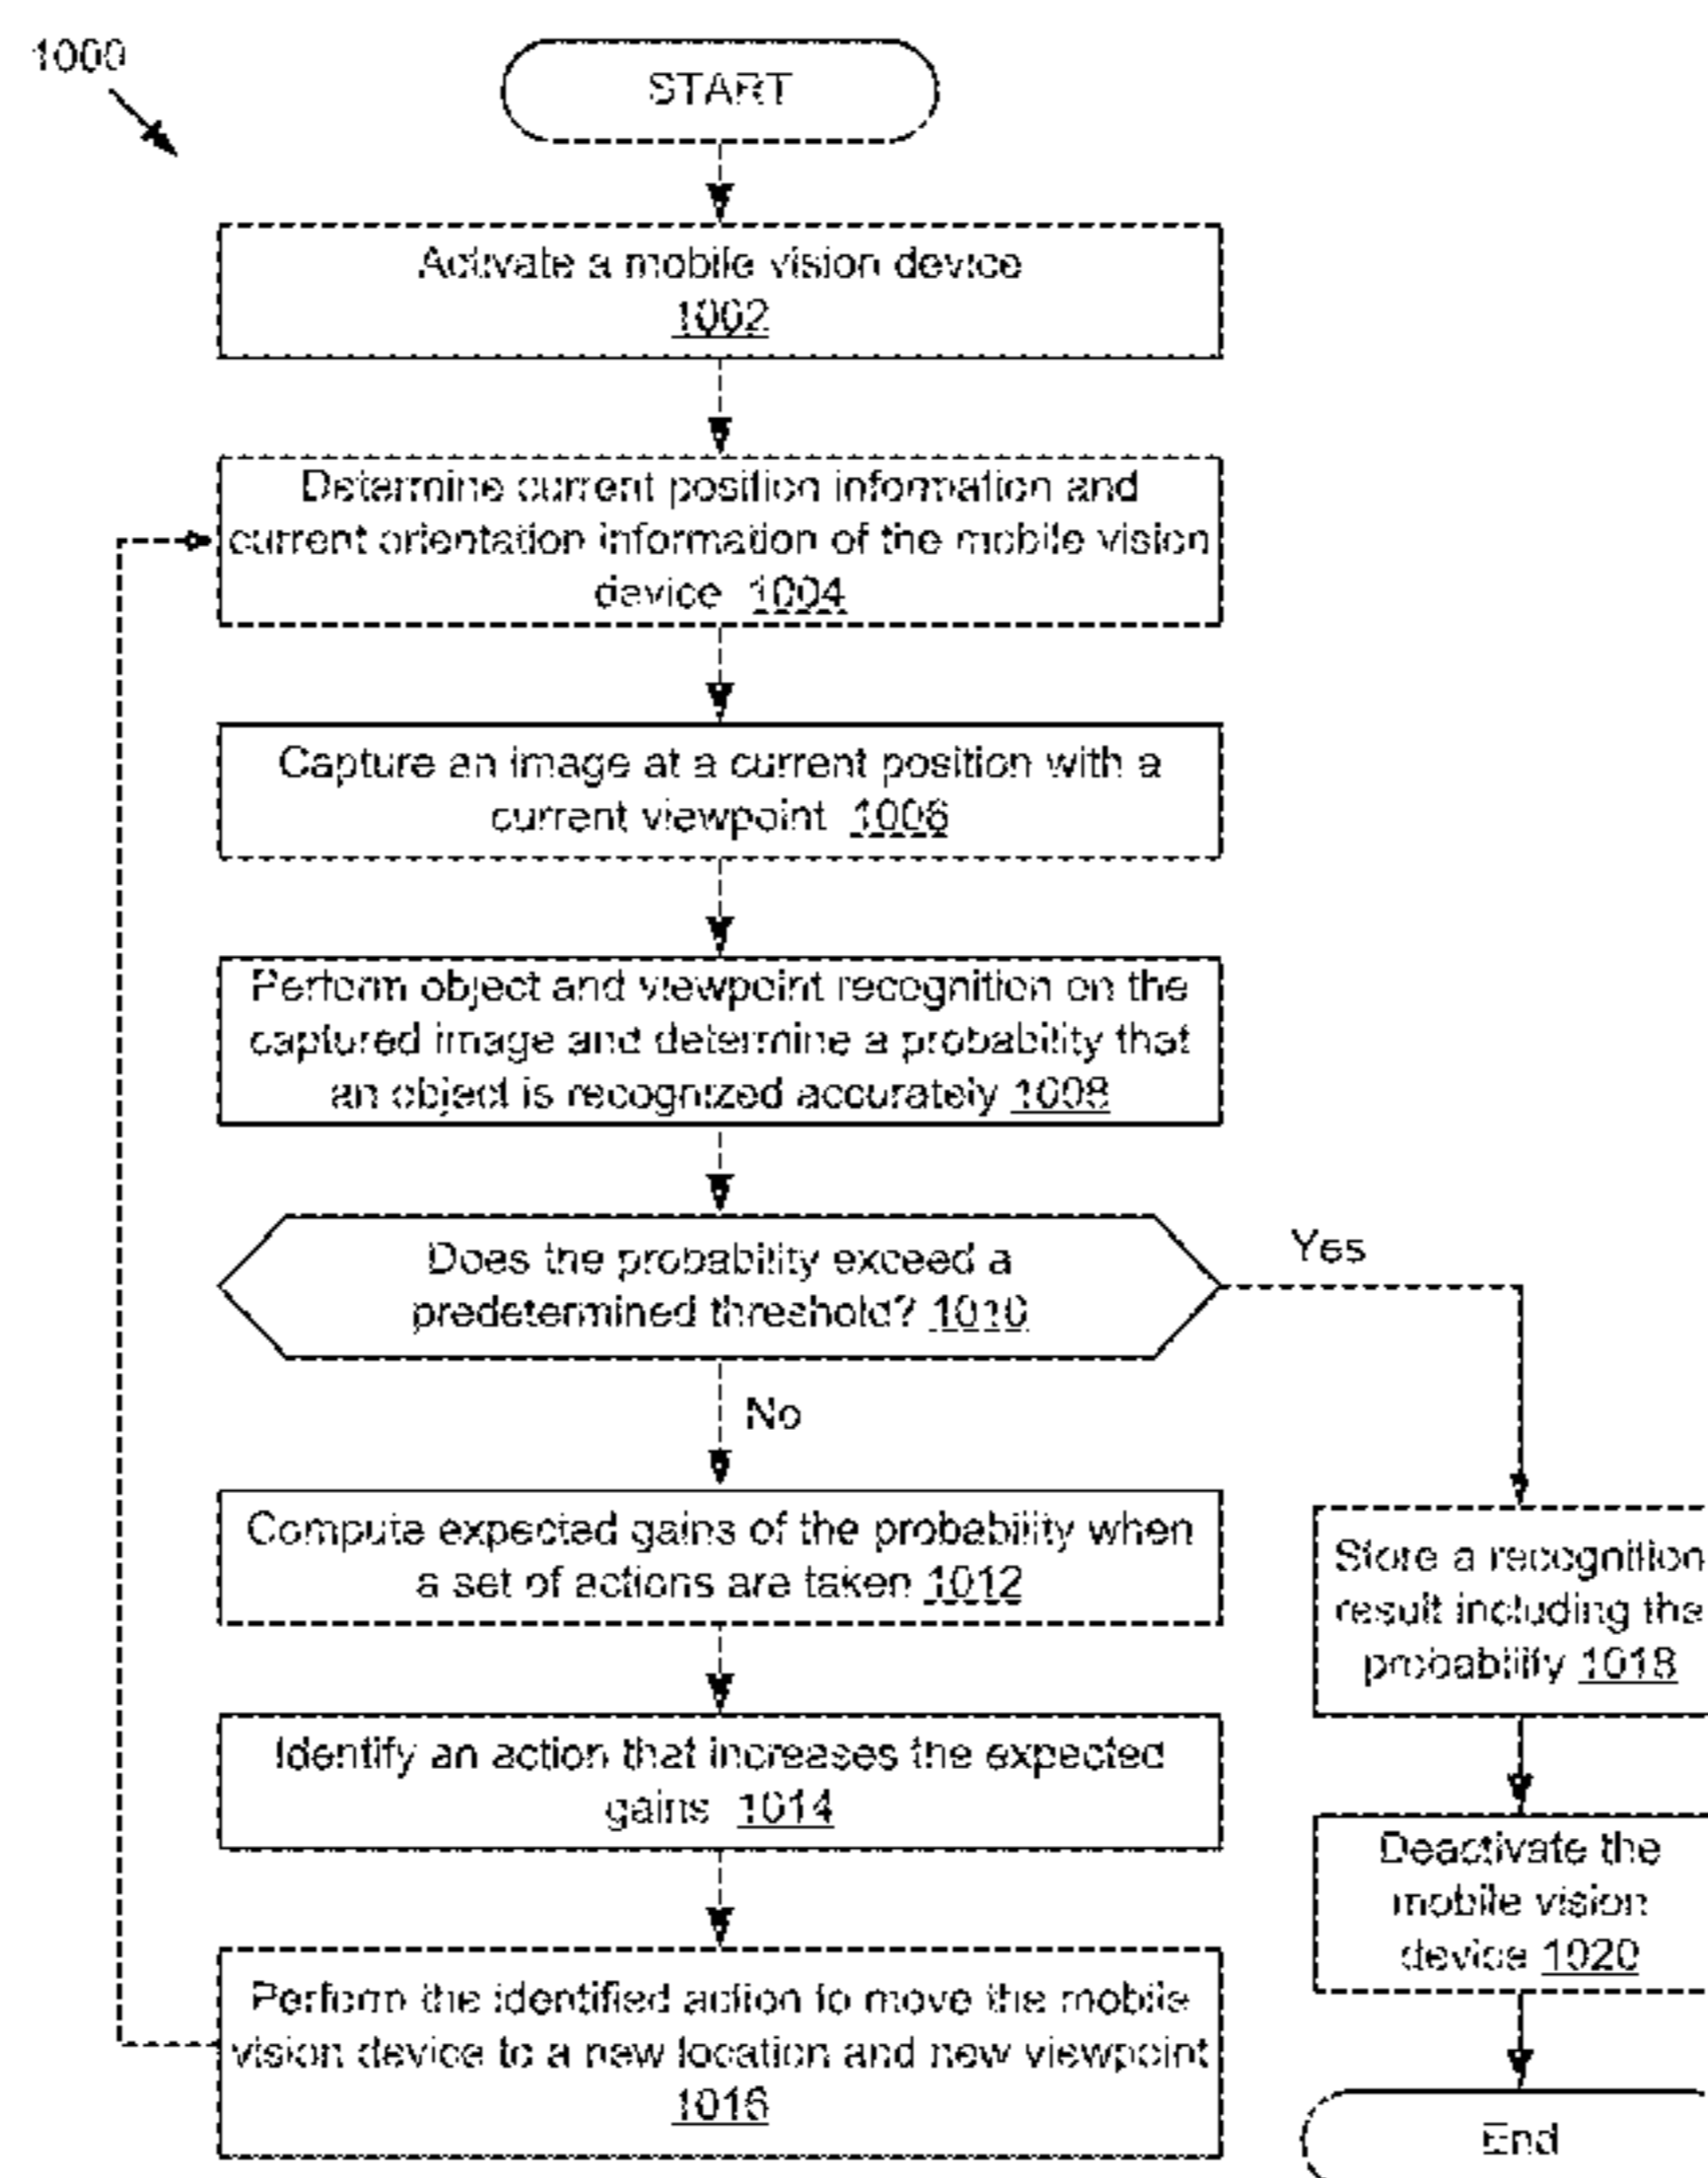 1000
START
Activate a mobile vision device
1002
Determine current position information and
current orientation information of the mobile vision
device 1004
Capture an image at a current position with a
current viewpoint 1006
Perform object and viewpoint recognition on the
captured image and determine a probability that
an object is recognized accurately 1008
Does the probability exceed a
predetermined threshold? 1010
Yes
No
Compute expected gains of the probability when
a set of actions are taken 1012
Identify an action that increases the expected
gains 1014
Perform the identified action to move the mobile
vision device to a new location and new viewpoint
1016
Store a recognition
result including the
probability 1018
Deactivate the
mobile vision
device 1020
End